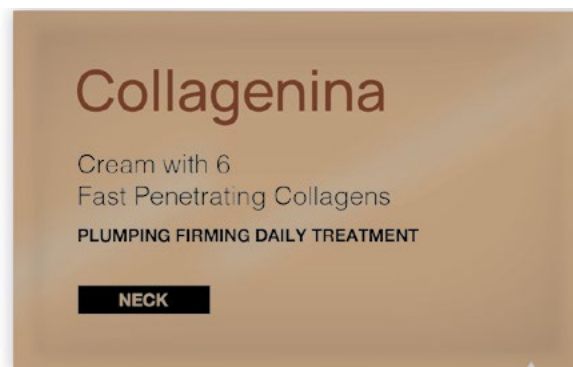 Collagenina
Cream with 6
Fast Penetrating Collagens
PLUMPING FIRMING DAILY TREATMENT
NECK